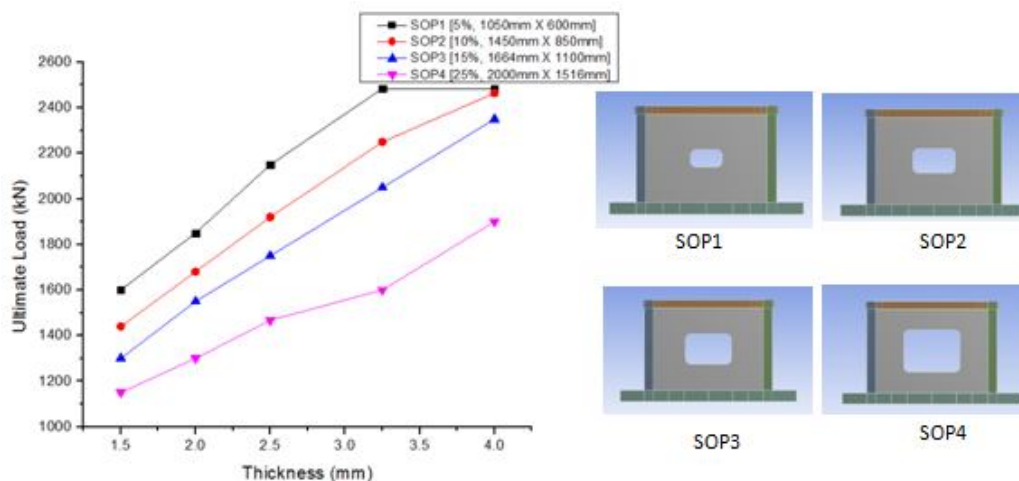 SOP1 [5%, 1050mm X 600mm]
SOP2 [10%, 1450mm X 850mm]
SOP3 [15%, 1664mm X 1100mm]
SOP4 [25%, 2000mm X 1516mm]
2600
2400
2200
2000
1800
1600
1400
1200
1000
Ultimate Load (kN)
1.5 2.0 2.5 3.0 3.5 4.0
Thickness (mm)
SOP1 SOP2
SOP3 SOP4